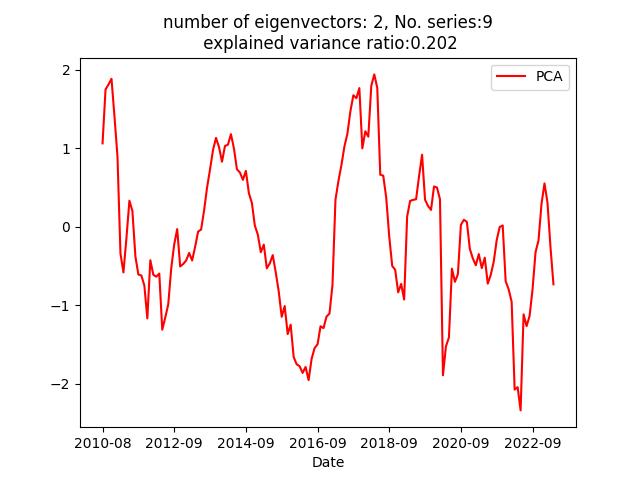 number of eigenvectors: 2, No. series:9
explained variance ratio:0.202
PCA
2
1
0
−1
−2
2010-08 2012-09 2014-09 2016-09 2018-09 2020-09 2022-09
Date